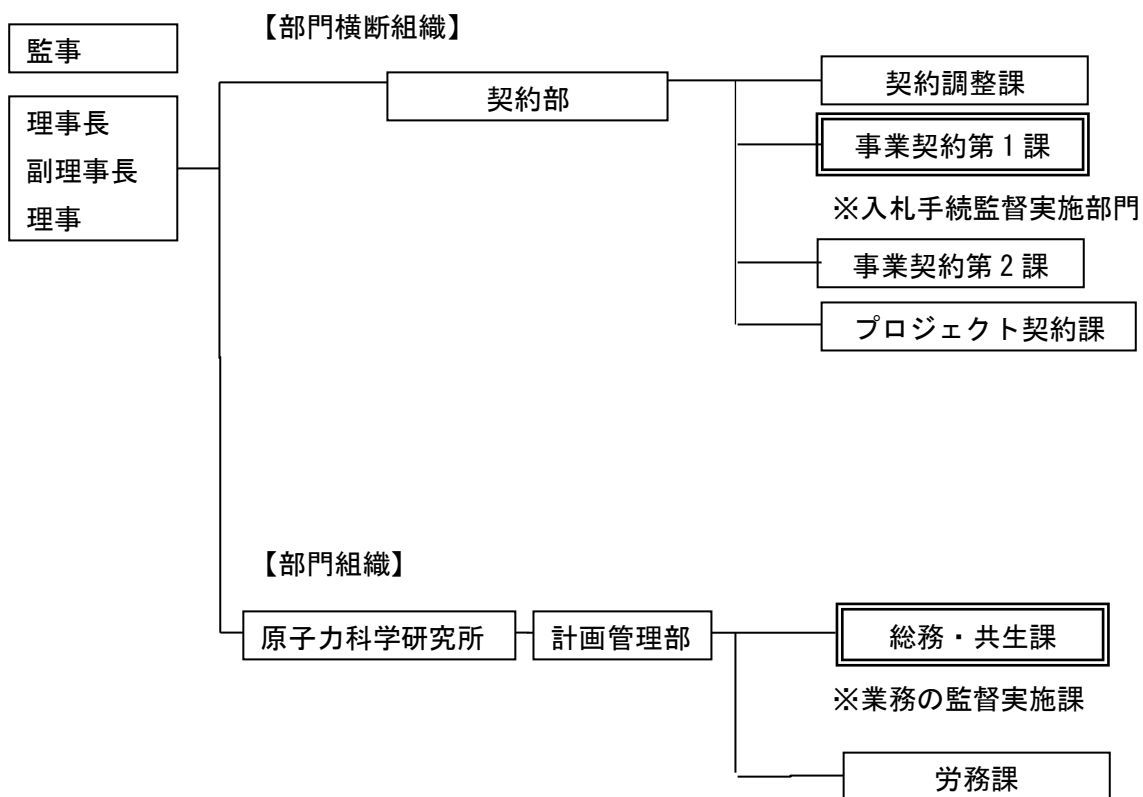 【部門横断組織】
監事
理事長
副理事長
理事
契約部
契約調整課
事業契約第1課
※入札手続監督実施部門
事業契約第2課
プロジェクト契約課
【部門組織】
原子力科学研究所
計画管理部
総務・共生課
※業務の監督実施課
労務課